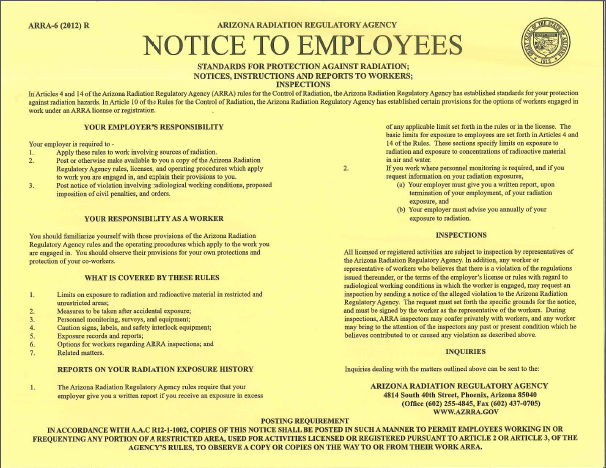 ARRA-6 (2012) R
ARIZONA RADIATION REGULATORY AGENCY
NOTICE TO EMPLOYEES
STANDARDS FOR PROTECTION AGAINST RADIATION;
NOTICES, INSTRUCTIONS AND REPORTS TO WORKERS;
INSPECTIONS
In Articles 4 and 14 of the Arizona Radiation Regulatory Agency (ARRA) rules for the Control of Radiation, the Arizona Radiation Regulatory Agency has established standards for your protection
against radiation hazards. In Article 10 of the Rules for the Control of Radiation, the Arizona Radiation Regulatory Agency has established certain provisions for the options of workers engaged in
work under an ARRA license or registration.
YOUR EMPLOYER'S RESPONSIBILITY
Your employer is required to -
1. Apply these rules to work involving sources of radiation.
2. Post or otherwise make available to you a copy of the Arizona Radiation
Regulatory Agency rules, licenses, and operating procedures which apply
to work you are engaged in, and explain their provisions to you.
3. Post notice of violation involving radiological working conditions, proposed
imposition of civil penalties, and orders.
YOUR RESPONSIBILITY AS A WORKER
You should familiarize yourself with those provisions of the Arizona Radiation
Regulatory Agency rules and the operating procedures which apply to the work you
are engaged in. You should observe their provisions for your own protections and
protection of your co-workers.
WHAT IS COVERED BY THESE RULES
1. Limits on exposure to radiation and radioactive material in restricted and
unrestricted areas;
2. Measures to be taken after accidental exposure;
3. Personnel monitoring, surveys, and equipment;
4. Caution signs, labels, and safety interlock equipment;
5. Exposure records and reports;
6. Options for workers regarding ARRA inspections; and
7. Related matters.
REPORTS ON YOUR RADIATION EXPOSURE HISTORY
1. The Arizona Radiation Regulatory Agency rules require that your
employer give you a written report if you receive an exposure in excess
of any applicable limit set forth in the rules or in the license. The
basic limits for exposure to employees are set forth in Articles 4 and
14 of the Rules. These sections specify limits on exposure to
radiation and exposure to concentrations of radioactive material
in air and water.
2. If you work where personnel monitoring is required, and if you
request information on your radiation exposures,
(a) Your employer must give you a written report, upon
termination of your employment, of your radiation
exposure, and
(b) Your employer must advise you annually of your
exposure to radiation.
INSPECTIONS
All licensed or registered activities are subject to inspection by representatives of
the Arizona Radiation Regulatory Agency. In addition, any worker or
representative of workers who believes that there is a violation of the regulations
issued thereunder, or the terms of the employer's license or rules with regard to
radiological working conditions in which the worker is engaged, may request an
inspection by sending a notice of the alleged violation to the Arizona Radiation
Regulatory Agency. The request must set forth the specific grounds for the notice,
and must be signed by the worker as the representative of the workers. During
inspections, ARRA inspectors may confer privately with workers, and any worker
may bring to the attention of the inspectors any past or present condition which he
believes contributed to or caused any violation as described above.
INQUIRIES
Inquiries dealing with the matters outlined above can be sent to the:
ARIZONA RADIATION REGULATORY AGENCY
4814 South 40th Street, Phoenix, Arizona 85040
(Office (602) 255-4845, Fax (602) 437-0705)
WWW.AZRRA.GOV
POSTING REQUIREMENT
IN ACCORDANCE WITH A.A.C R12-1-1002, COPIES OF THIS NOTICE SHALL BE POSTED IN SUCH A MANNER TO PERMIT EMPLOYEES WORKING IN OR
FREQUENTING ANY PORTION OF A RESTRICTED AREA, USED FOR ACTIVITIES LICENSED OR REGISTERED PURSUANT TO ARTICLE 2 OR ARTICLE 3, OF THE
AGENCY'S RULES, TO OBSERVE A COPY OR COPIES ON THE WAY TO OR FROM THEIR WORK AREA.